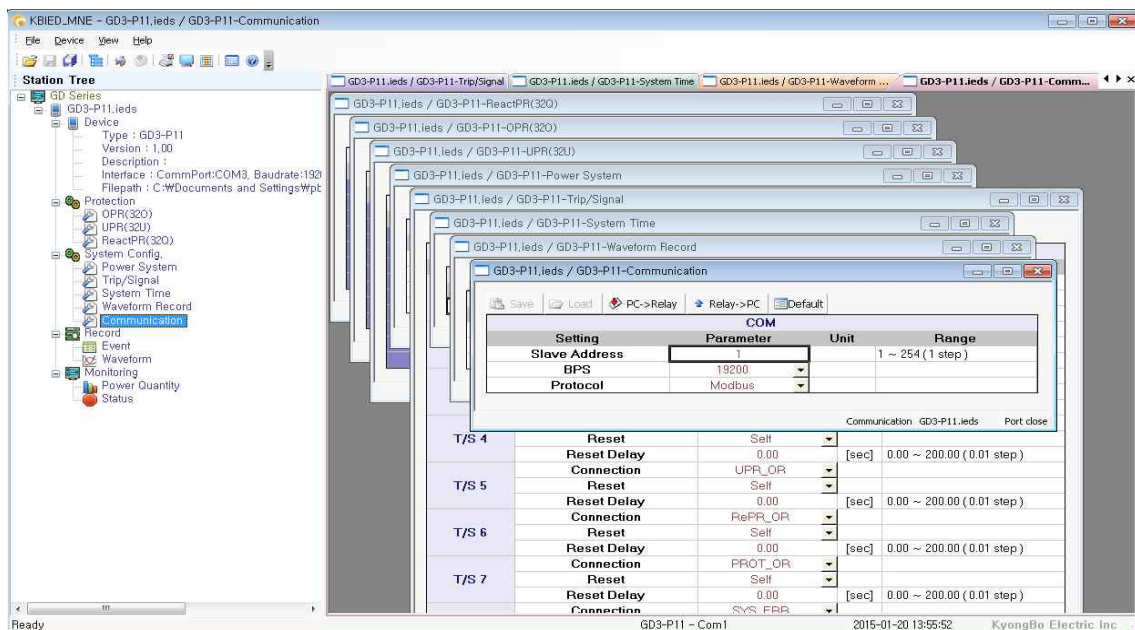 KBIED_MNE - GD3-P11.ieds / GD3-P11-Communication
File Device View Help
Station Tree
GD Series
GD3-P11.ieds
Device
Type : GD3-P11
Version : 1,00
Description :
Interface : CommPort:COM3, Baudrate:192
Filepath : C:₩Documents and Settings₩pt
Protection
OPR(32O)
UPR(32U)
ReactPR(32Q)
System Config.
Power System
Trip/Signal
System Time
Waveform Record
Communication
Record
Event
Waveform
Monitoring
Power Quantity
Status
GD3-P11.ieds / GD3-P11-Trip/Signal GD3-P11.ieds / GD3-P11-System Time GD3-P11.ieds / GD3-P11-Waveform ... GD3-P11.ieds / GD3-P11-Comm...
GD3-P11.ieds / GD3-P11-ReactPR(32Q)
GD3-P11.ieds / GD3-P11-OPR(32O)
GD3-P11.ieds / GD3-P11-UPR(32U)
GD3-P11.ieds / GD3-P11-Power System
GD3-P11.ieds / GD3-P11-Trip/Signal
GD3-P11.ieds / GD3-P11-System Time
GD3-P11.ieds / GD3-P11-Waveform Record
GD3-P11.ieds / GD3-P11-Communication
Save Load PC->Relay Relay->PC Default
COM
Setting Parameter Unit Range
Slave Address 1 1 ~ 254 ( 1 step )
BPS 19200
Protocol Modbus
Communication GD3-P11.ieds Port close
T/S 4 Reset Self
Reset Delay 0.00 [sec] 0.00 ~ 200.00 ( 0.01 step )
Connection UPR_OR
T/S 5 Reset Self
Reset Delay 0.00 [sec] 0.00 ~ 200.00 ( 0.01 step )
Connection RePR_OR
T/S 6 Reset Self
Reset Delay 0.00 [sec] 0.00 ~ 200.00 ( 0.01 step )
Connection PROT_OR
T/S 7 Reset Self
Reset Delay 0.00 [sec] 0.00 ~ 200.00 ( 0.01 step )
Connection SYS_ERR
Ready GD3-P11 - Com1 2015-01-20 13:55:52 KyongBo Electric Inc